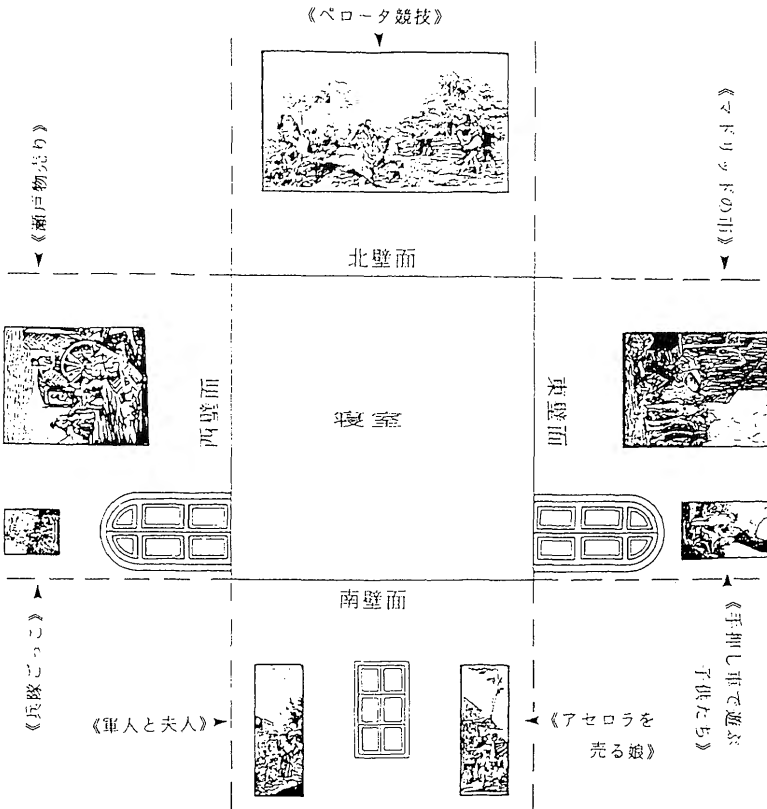 《ペロータ競技》
《瀬戸物売り》
《マドリッドの市》
北壁面
西壁面
東壁面
南壁面
《兵隊ごっこ》
《軍人と夫人》
《アセロラを
売る娘》
《手押し車で遊ぶ
子供たち》